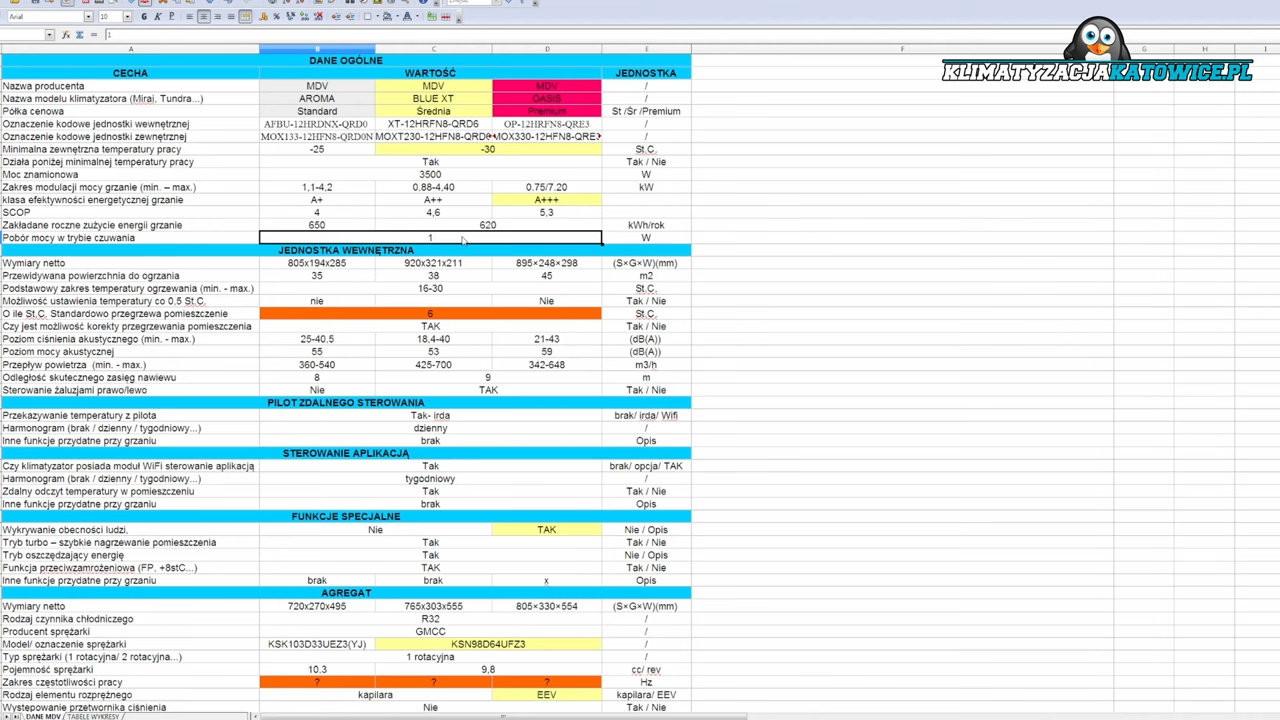 Arial 10
1
A B C D E F G H I
DANE OGÓLNE
CECHA WARTOŚĆ JEDNOSTKA
Nazwa producenta MDV MDV MDV /
Nazwa modelu klimatyzatora (Mirai, Tundra...) AROMA BLUE XT OASIS /
Półka cenowa Standard Średnia Premium St /Śr /Premium
Oznaczenie kodowe jednostki wewnętrznej AFBU-12HRDNX-QRD0 XT-12HRFN8-QRD6 OP-12HRFN8-QRE3 /
Oznaczenie kodowe jednostki zewnętrznej MOX133-12HFN8-QRD0N MOXT230-12HFN8-QRD6 MOX330-12HFN8-QRE3 /
Minimalna zewnętrzna temperatury pracy -25 -30 St.C.
Działa poniżej minimalnej temperatury pracy Tak Tak / Nie
Moc znamionowa 3500 W
Zakres modulacji mocy grzanie (min. – max.) 1,1-4,2 0,88-4,40 0.75/7.20 kW
klasa efektywności energetycznej grzanie A+ A++ A+++
SCOP 4 4,6 5,3
Zakładane roczne zużycie energii grzanie 650 620 kWh/rok
Pobór mocy w trybie czuwania 1 W
JEDNOSTKA WEWNĘTRZNA
Wymiary netto 805x194x285 920x321x211 895×248×298 (S×G×W)(mm)
Przewidywana powierzchnia do ogrzania 35 38 45 m2
Podstawowy zakres temperatury ogrzewania (min. - max.) 16-30 St.C.
Możliwość ustawienia temperatury co 0.5 St.C. nie Nie Tak / Nie
O ile St.C. Standardowo przegrzewa pomieszczenie 6 St.C.
Czy jest możliwość korekty przegrzewania pomieszczenia TAK Tak / Nie
Poziom ciśnienia akustycznego (min. - max.) 25-40.5 18,4-40 21-43 (dB(A))
Poziom mocy akustycznej 55 53 59 (dB(A))
Przepływ powietrza (min. - max.) 360-540 425-700 342-648 m3/h
Odległość skutecznego zasięg nawiewu 8 9 m
Sterowanie żaluzjami prawo/lewo Nie TAK Tak / Nie
PILOT ZDALNEGO STEROWANIA
Przekazywanie temperatury z pilota Tak- irda brak/ irda/ Wifi
Harmonogram (brak / dzienny / tygodniowy...) dzienny /
Inne funkcje przydatne przy grzaniu brak Opis
STEROWANIE APLIKACJĄ
Czy klimatyzator posiada moduł WiFi sterowanie aplikacją Tak brak/ opcja/ TAK
Harmonogram (brak / dzienny / tygodniowy...) tygodniowy /
Zdalny odczyt temperatury w pomieszczeniu Tak Tak / Nie
Inne funkcje przydatne przy grzaniu brak Opis
FUNKCJE SPECJALNE
Wykrywanie obecności ludzi, Nie TAK Nie / Opis
Tryb turbo – szybkie nagrzewanie pomieszczenia Tak Tak / Nie
Tryb oszczędzający energię Tak Nie / Opis
Funkcja przeciwzamrożeniowa (FP, +8stC...) TAK Tak / Nie
Inne funkcje przydatne przy grzaniu brak brak x Opis
AGREGAT
Wymiary netto 720x270x495 765x303x555 805×330×554 (S×G×W)(mm)
Rodzaj czynnika chłodniczego R32 /
Producent sprężarki GMCC /
Model/ oznaczenie sprężarki KSK103D33UEZ3(YJ) KSN98D64UFZ3 /
Typ sprężarki (1 rotacyjna/ 2 rotacyjna...) 1 rotacyjna /
Pojemność sprężarki 10,3 9,8 cc/ rev
Zakres częstotliwości pracy ? ? ? Hz
Rodzaj elementu rozprężnego kapilara EEV kapilara/ EEV
Występowanie przetwornika ciśnienia Nie Tak / Nie
DANE MDV / TABELE WYKRESY /
KLIMATYZACJAKATOWICE.PL